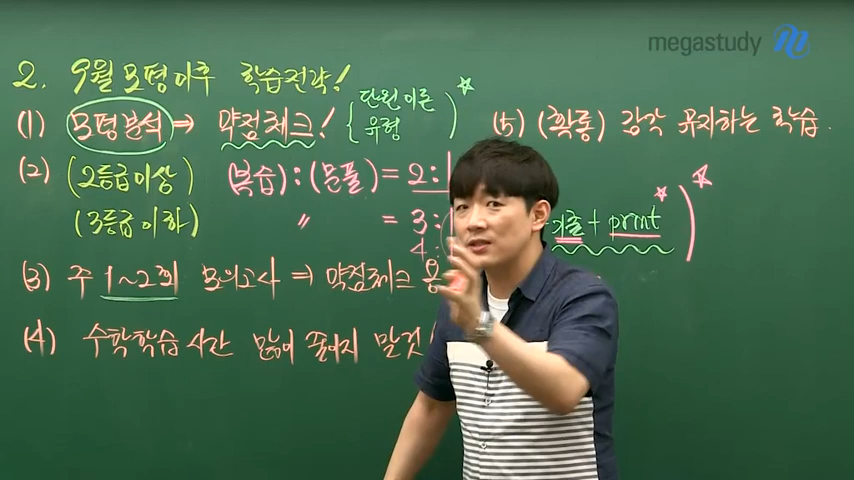 megastudy
2. 9월 모평 이후 학습전략!
(1) 모평분석 ⇒ 약점체크! { 단원 이론
유형 ) ☆
(2) (2등급 이상) (복습) : (문풀) = 2:1
(3등급 이하) 〃 = 3:
4:
(3) 주 1~2회 모의고사 ⇒ 약점체크 용
(4) 수학학습 시간 많이 줄이지 말것!
(5) (확통) 감각 유지하는 학습.
기출 + print ☆ ) ☆